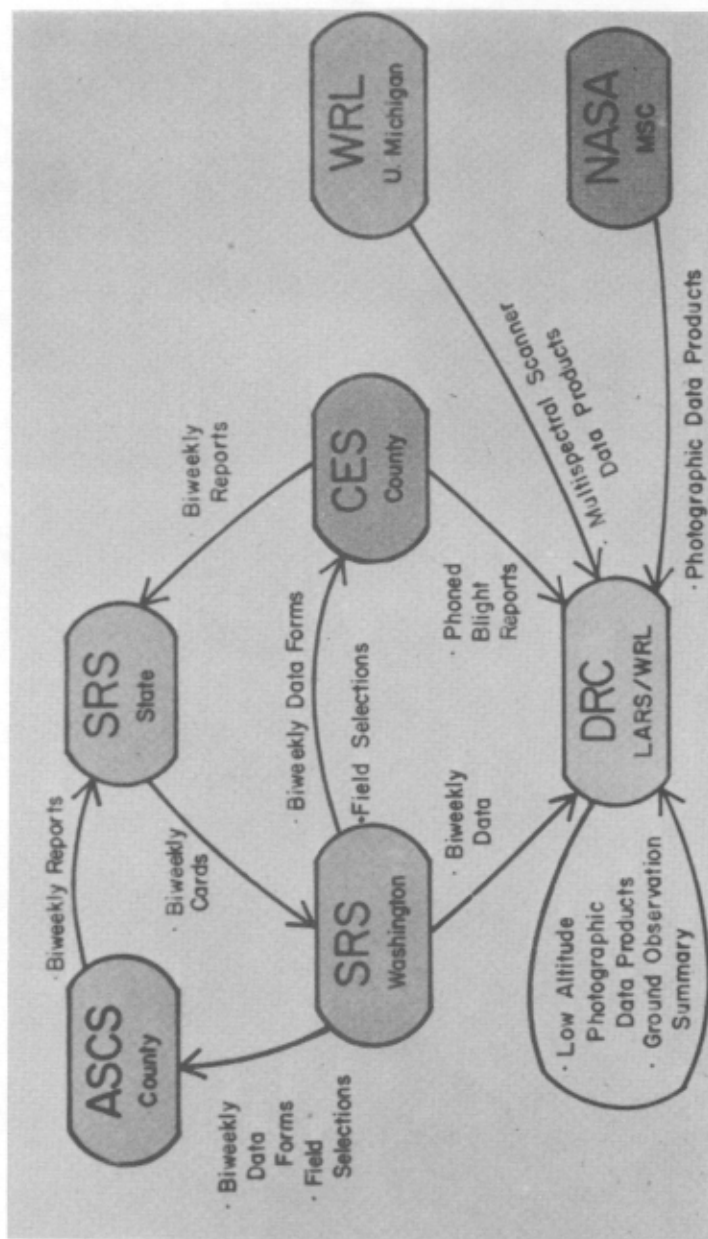 ASCS
County
· Biweekly Reports
SRS
State
Biweekly
Reports
· Biweekly
Data
Forms
· Field
Selections
Biweekly
Cards
SRS
Washington
· Biweekly Data Forms
•Field Selections
CES
County
WRL
U. Michigan
· Biweekly
Data
· Phoned
Blight
Reports
· Multispectral Scanner
Data Products
· Low Altitude
Photographic
Data Products
· Ground Observation
Summary
DRC
LARS/WRL
NASA
MSC
· Photographic Data Products